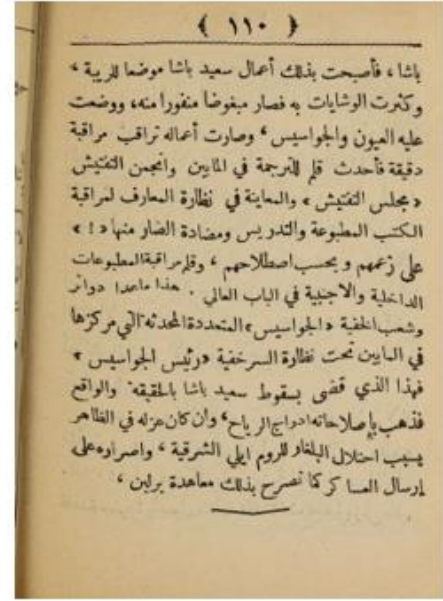 ﴿ ١١٠ ﴾
باشا ، فأصبحت بذلك أعمال سعيد باشا موضعا للريبة ،
وكثرت الوشايات به فصار مبغوضا منفورا منه، ووضعت
عليه العيون والجواسيس ، وصارت أعماله تراقب مراقبة
دقيقة فأحدث قلم للترجمة في المابين وانجمن التفتيش
« مجلس التفتيش » والمعاينة في نظارة المعارف لمراقبة
الكتب المطبوعة والتدريس ومضادة الضار منها « ! »
على زعمهم وبحسب اصطلاحهم ، وقلم مراقبة المطبوعات
الداخلية والاجنبية في الباب العالي . هذا ماعدا دوائر
وشعب الخفية « الجواسيس » المتعددة المحدثة التي مركزها
في المابين تحت نظارة السرخفية « رئيس الجواسيس »
فهذا الذي قضى بسقوط سعيد باشا بالحقيقة والواقع
فذهب بإصلاحاته ادراج الرياح ، وان كان عزله في الظاهر
بسبب احتلال البلغار للروم ايلي الشرقية ، واصراره على
إرسال العساكر كما تصرح بذلك معاهدة برلين ،